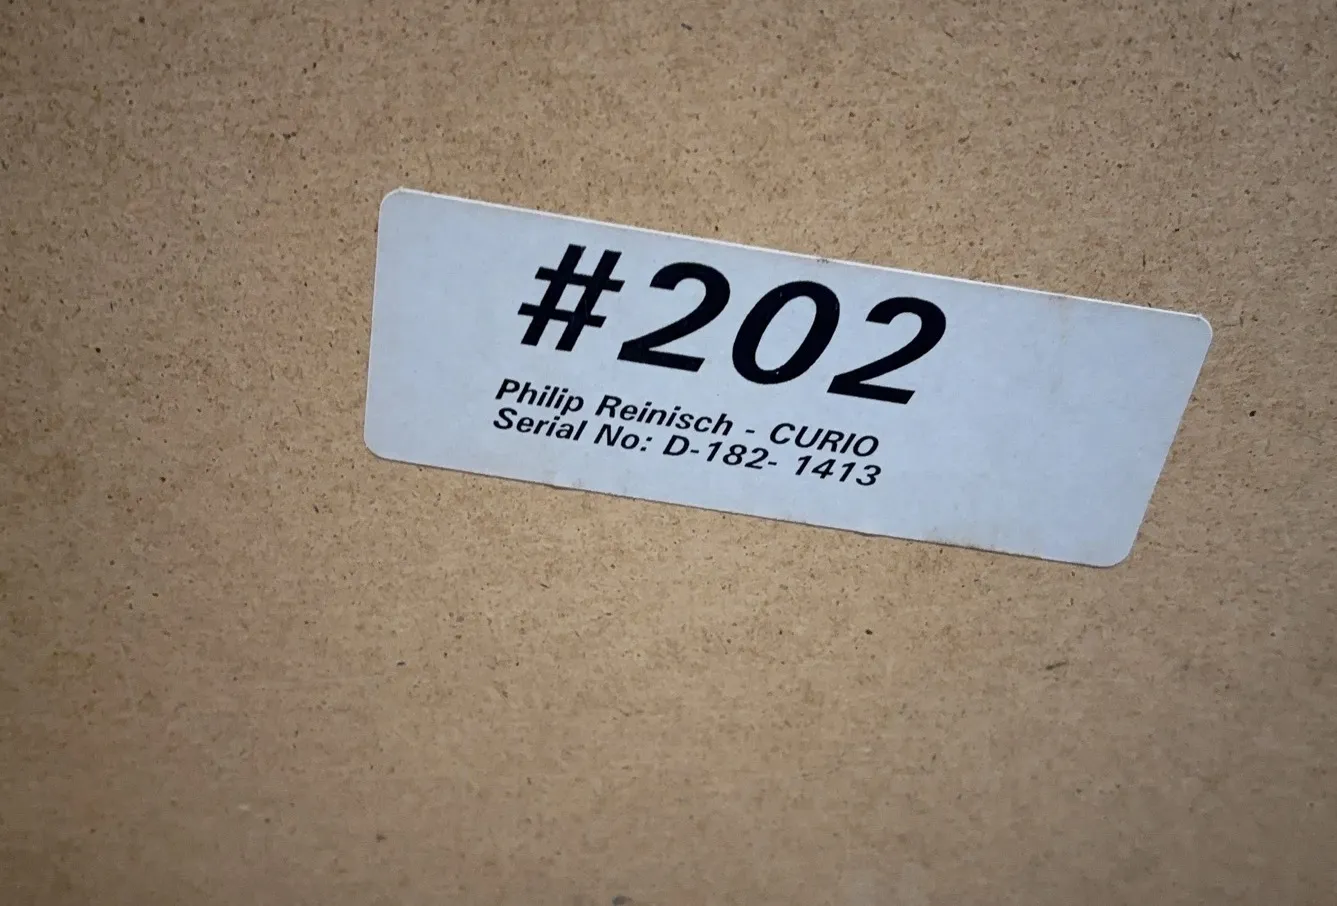 #202
Philip Reinisch - CURIO
Serial No: D-182- 1413